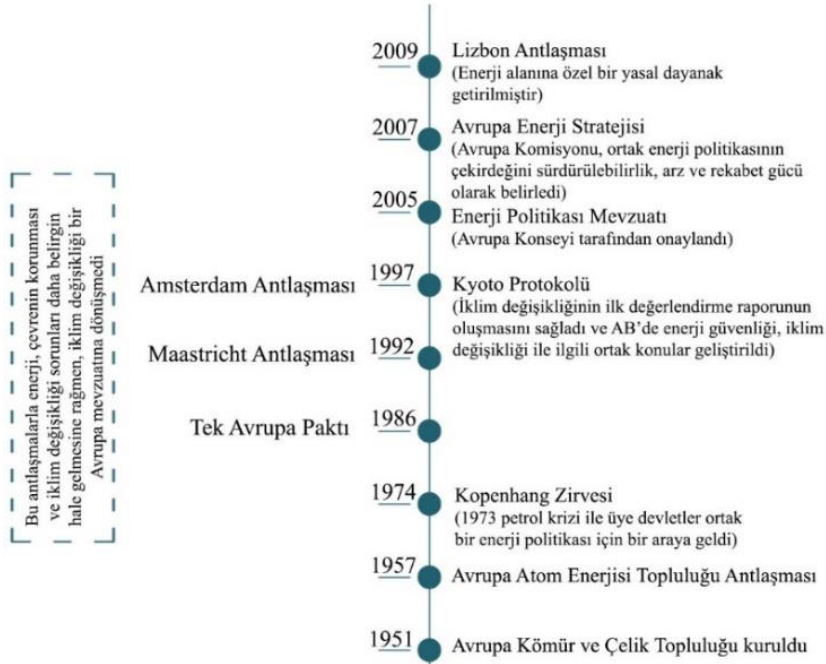 2009
Lizbon Antlaşması
(Enerji alanına özel bir yasal dayanak
getirilmiştir)
2007
Avrupa Enerji Stratejisi
(Avrupa Komisyonu, ortak enerji politikasının
çekirdeğini sürdürülebilirlik, arz ve rekabet gücü
olarak belirledi)
2005
Enerji Politikası Mevzuatı
(Avrupa Konseyi tarafından onaylandı)
Amsterdam Antlaşması
1997
Kyoto Protokolü
(İklim değişikliğinin ilk değerlendirme raporunun
oluşmasını sağladı ve AB’de enerji güvenliği, iklim
değişikliği ile ilgili ortak konular geliştirildi)
Maastricht Antlaşması
1992
Tek Avrupa Paktı
1986
1974
Kopenhang Zirvesi
(1973 petrol krizi ile üye devletler ortak
bir enerji politikası için bir araya geldi)
1957
Avrupa Atom Enerjisi Topluluğu Antlaşması
1951
Avrupa Kömür ve Çelik Topluluğu kuruldu
Bu antlaşmalarla enerji, çevrenin korunması
ve iklim değişikliği sorunları daha belirgin
hale gelmesine rağmen, iklim değişikliği bir
Avrupa mevzuatına dönüşmedi